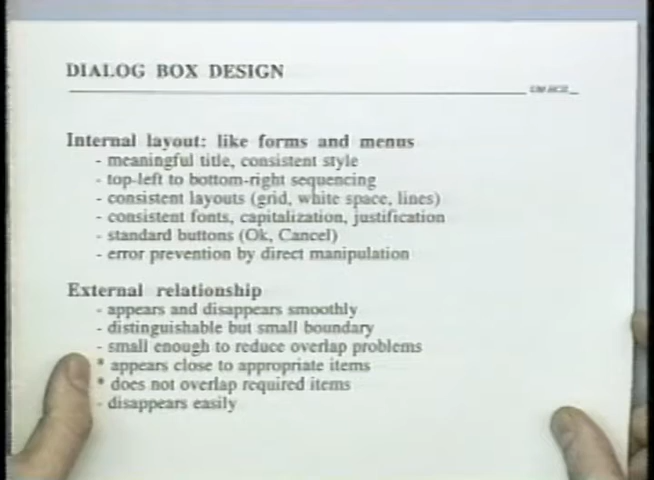 DIALOG BOX DESIGN
UM-HCIL
Internal layout: like forms and menus
- meaningful title, consistent style
- top-left to bottom-right sequencing
- consistent layouts (grid, white space, lines)
- consistent fonts, capitalization, justification
- standard buttons (Ok, Cancel)
- error prevention by direct manipulation
External relationship
- appears and disappears smoothly
- distinguishable but small boundary
- small enough to reduce overlap problems
* appears close to appropriate items
* does not overlap required items
- disappears easily